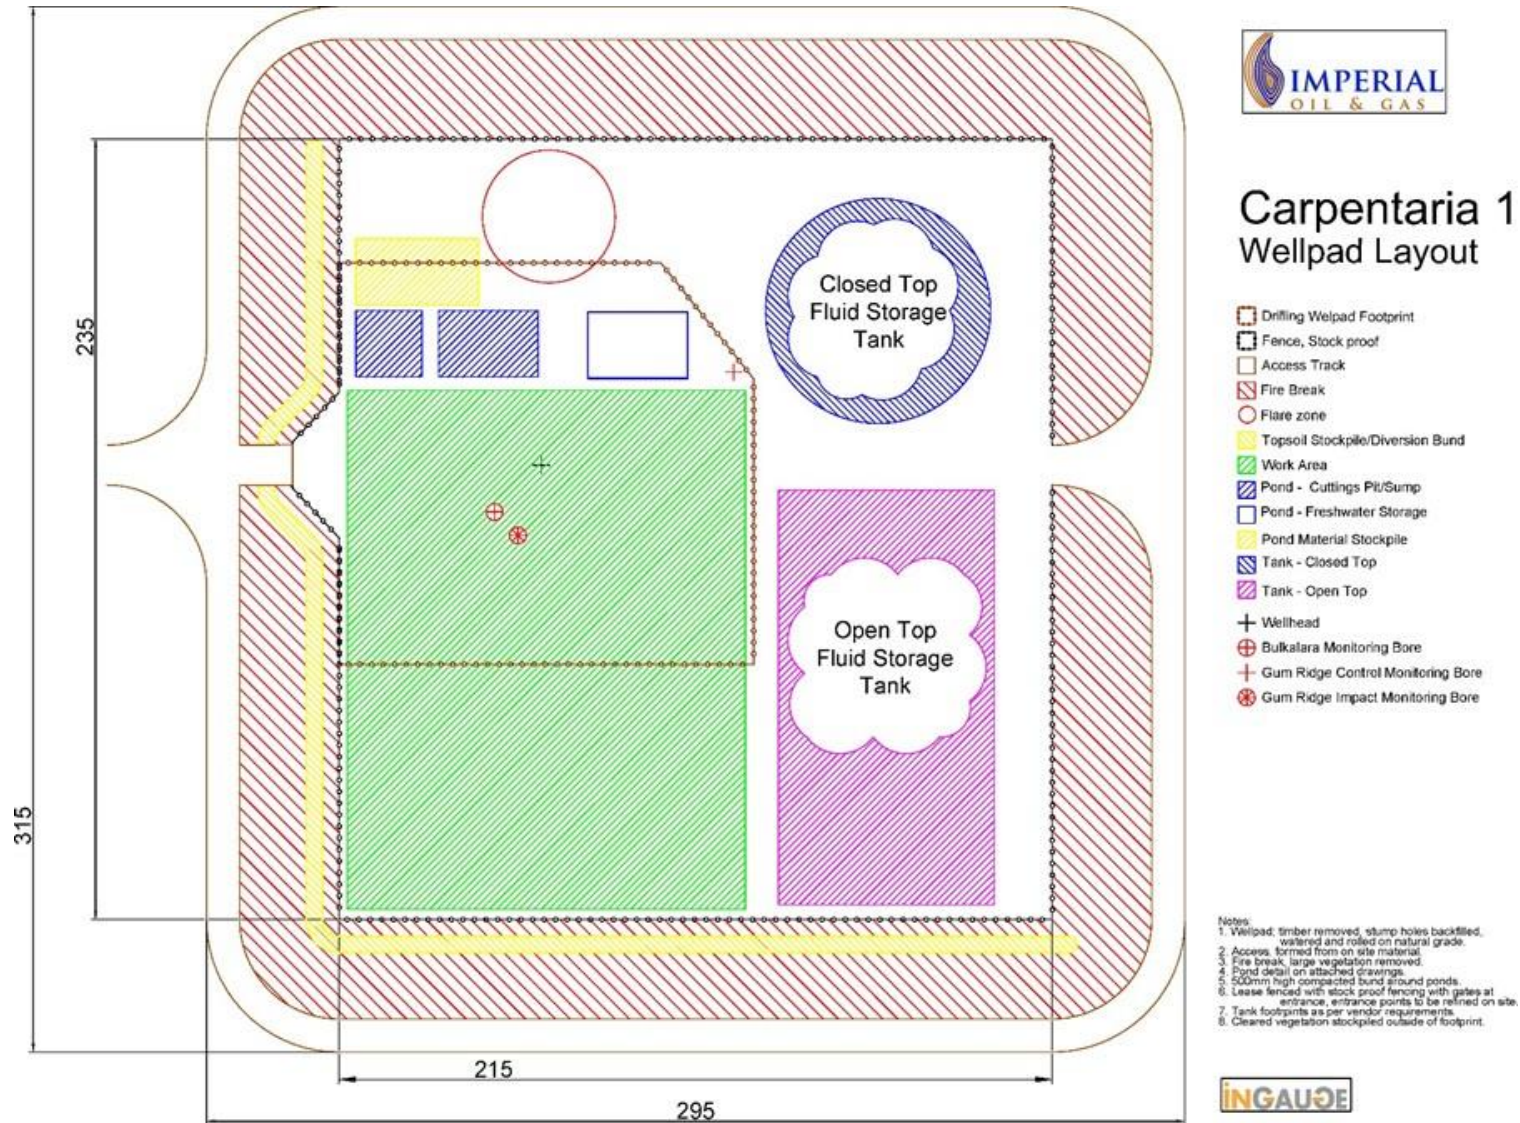 IMPERIAL
OIL & GAS
Carpentaria 1
Wellpad Layout
Drilling Welpad Footprint
Fence, Stock proof
Access Track
Fire Break
Flare zone
Topsoil Stockpile/Diversion Bund
Work Area
Pond - Cuttings Pit/Sump
Pond - Freshwater Storage
Pond Material Stockpile
Tank - Closed Top
Tank - Open Top
Wellhead
Bulkalara Monitoring Bore
Gum Ridge Control Monitoring Bore
Gum Ridge Impact Monitoring Bore
Closed Top
Fluid Storage
Tank
Open Top
Fluid Storage
Tank
235
315
215
295
Notes:
1. Wellpad; timber removed, stump holes backfilled,
watered and rolled on natural grade.
2. Access, formed from on site material.
3. Fire break, large vegetation removed.
4. Pond detail on attached drawings.
5. 500mm high compacted bund around ponds.
6. Lease fenced with stock proof fencing with gates at
entrance, entrance points to be refined on site.
7. Tank footprints as per vendor requirements.
8. Cleared vegetation stockpiled outside of footprint.
INGAUGE